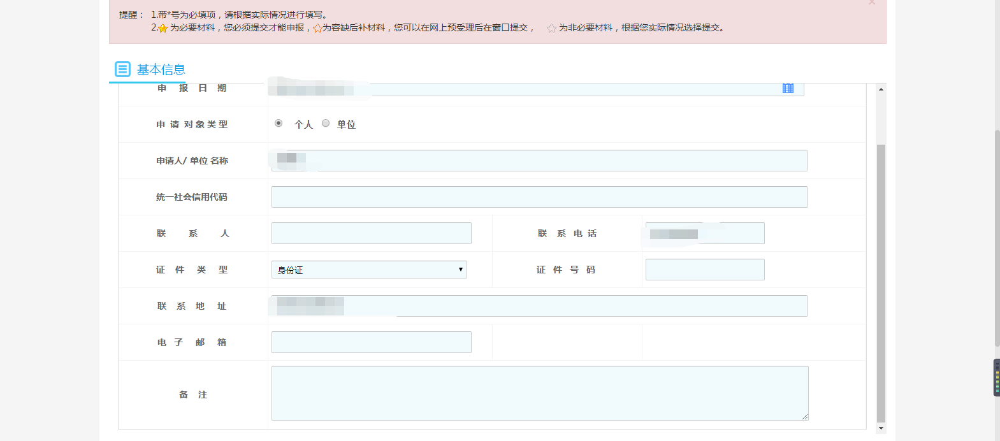 提醒： 1.带*号为必填项，请根据实际情况进行填写。
2.为必要材料，您必须提交才能申报，为容缺后补材料，您可以在网上预受理后在窗口提交， 为非必要材料，根据您实际情况选择提交。
基本信息
申 报 日 期
申 请 对 象 类 型 个人 单位
申请人/ 单位 名称
统一社会信用代码
联 系 人 联 系 电 话
证 件 类 型 身份证 证 件 号 码
联 系 地 址
电 子 邮 箱
备 注